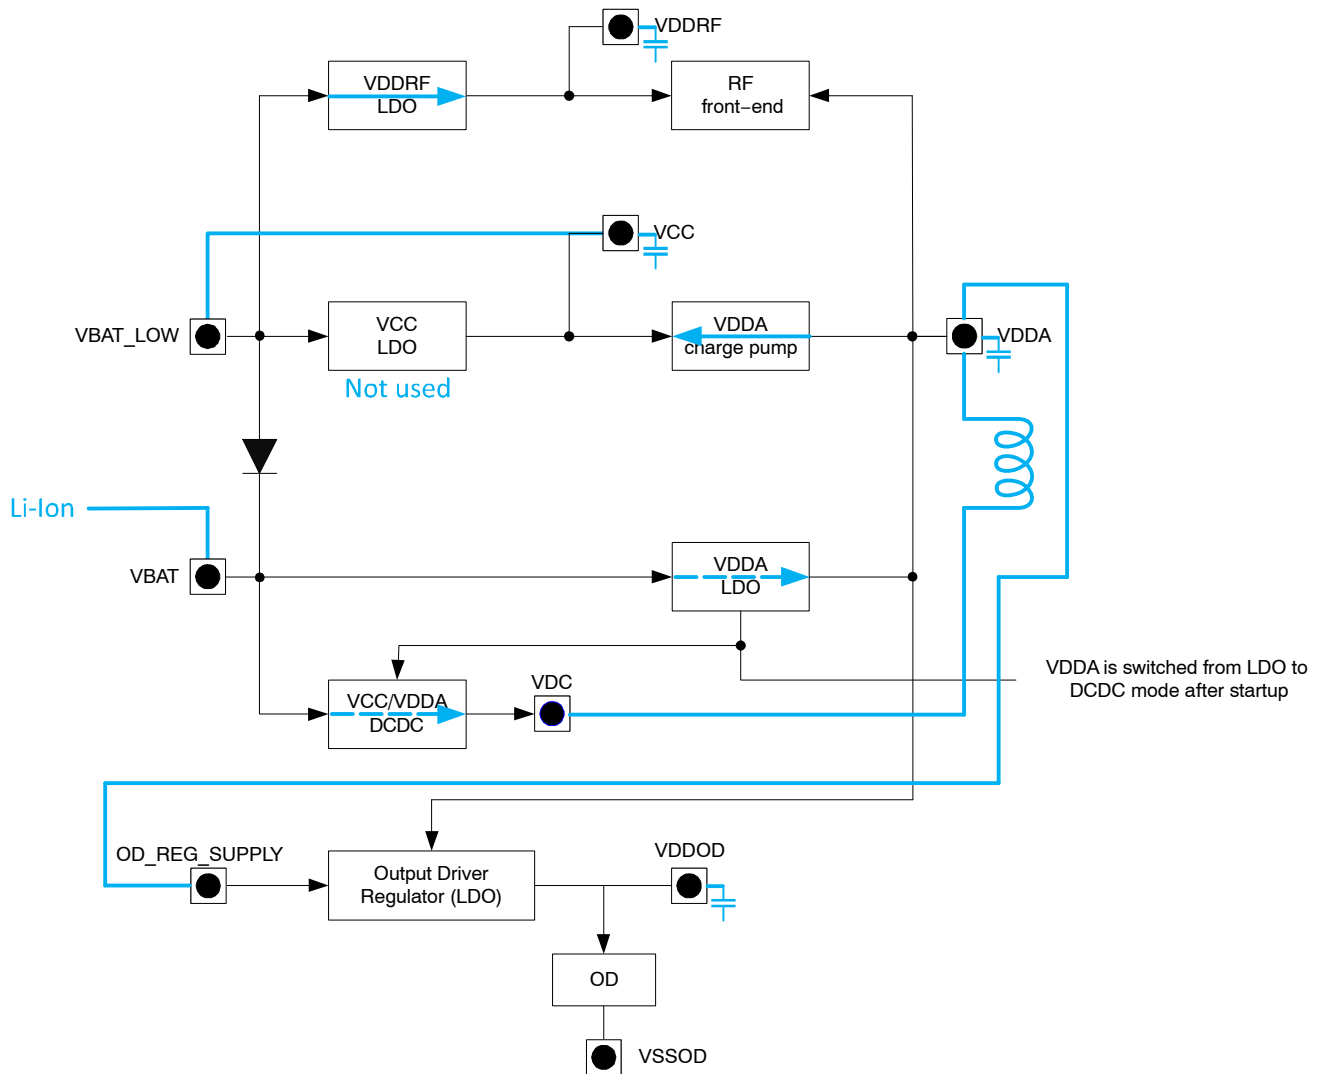 VDDRF
VDDRF
LDO
RF
front−end
VCC
VBAT_LOW
VCC
LDO
VDDA
charge pump
VDDA
Not used
Li-Ion
VBAT
VDDA
LDO
VDDA is switched from LDO to
DCDC mode after startup
VCC/VDDA
DCDC
VDC
OD_REG_SUPPLY
Output Driver
Regulator (LDO)
VDDOD
OD
VSSOD